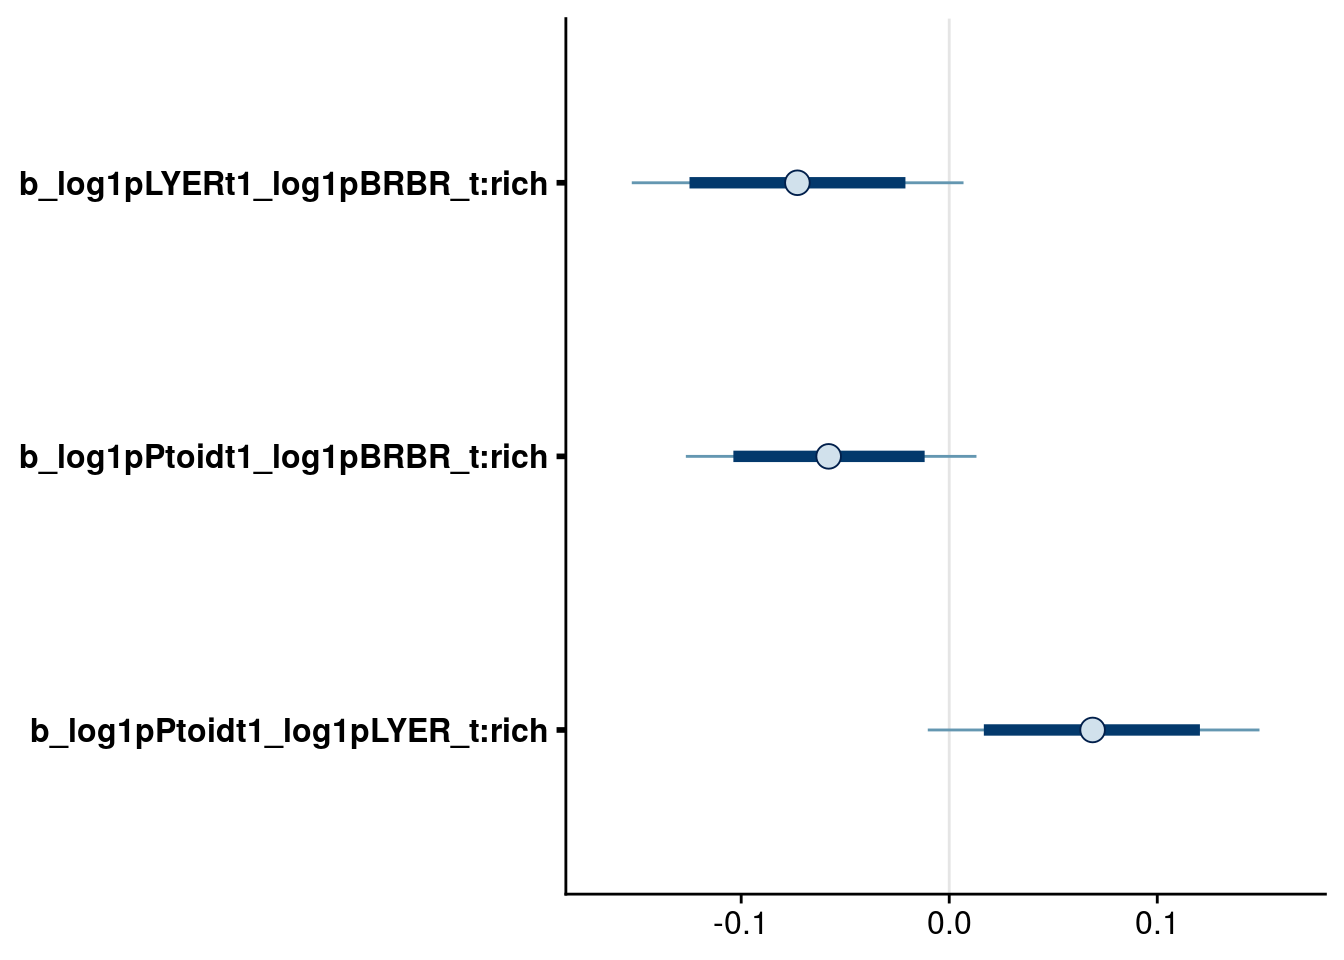 b_log1pLYERt1_log1pBRBR_t:rich
b_log1pPtoidt1_log1pBRBR_t:rich
b_log1pPtoidt1_log1pLYER_t:rich
-0.1 0.0 0.1